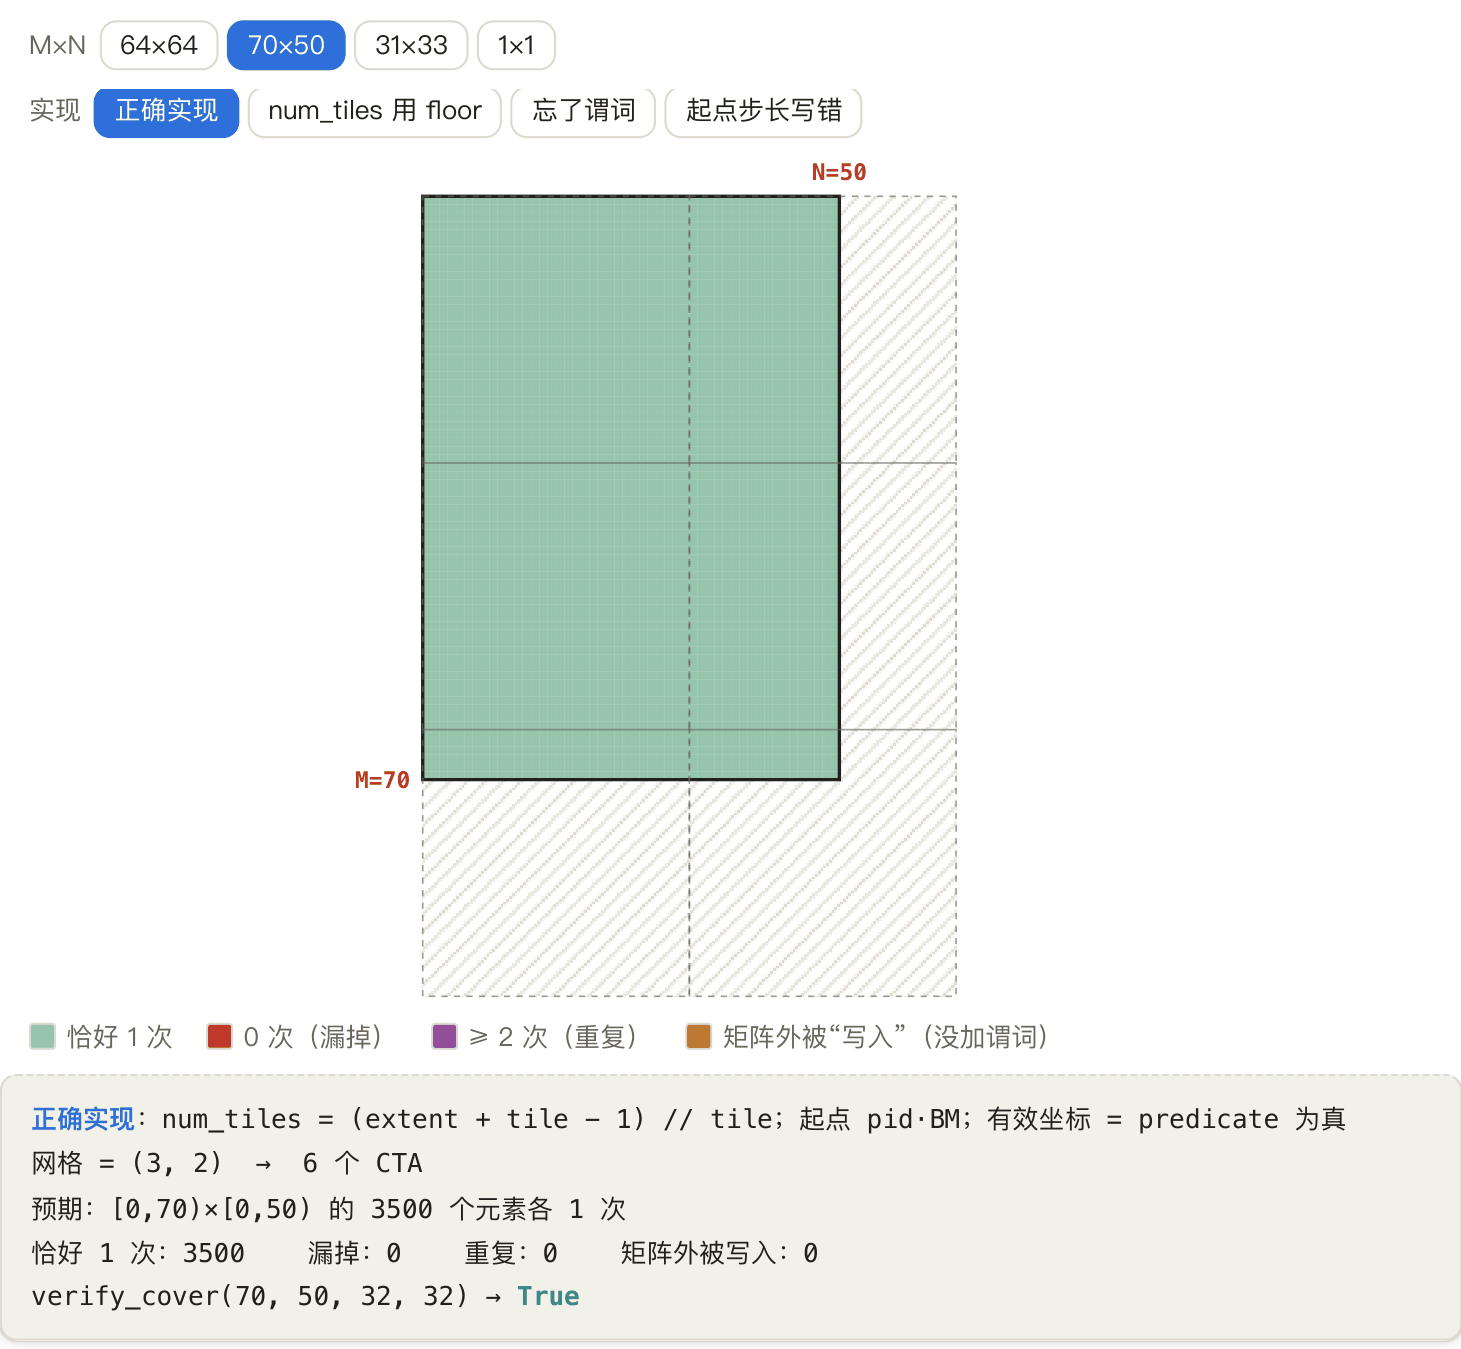 M×N 64×64 70×50 31×33 1×1
实现 正确实现 num_tiles 用 floor 忘了谓词 起点步长写错
N=50
M=70
恰好 1 次 0 次（漏掉） ≥ 2 次（重复） 矩阵外被“写入”（没加谓词）
正确实现：num_tiles = (extent + tile − 1) // tile；起点 pid·BM；有效坐标 = predicate 为真
网格 = (3, 2) → 6 个 CTA
预期：[0,70)×[0,50) 的 3500 个元素各 1 次
恰好 1 次：3500 漏掉：0 重复：0 矩阵外被写入：0
verify_cover(70, 50, 32, 32) → True